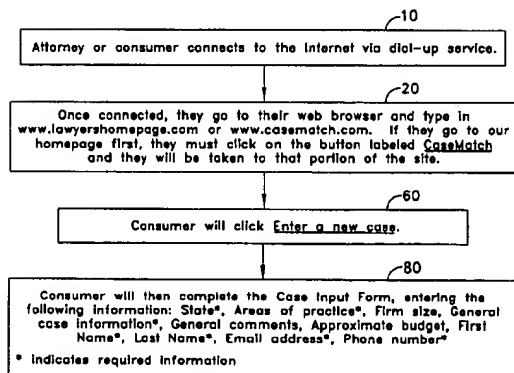 10
Attorney or consumer connects to the Internet via dial-up service.
20
Once connected, they go to their web browser and type in
www.lawyershomepage.com or www.casematch.com. If they go to our
homepage first, they must click on the button labeled CaseMatch
and they will be taken to that portion of the site.
60
Consumer will click Enter a new case.
80
Consumer will then complete the Case Input Form, entering the
following information: State*, Areas of practice*, Firm size, General
case information*, General comments, Approximate budget, First
Name*, Last Name*, Email address*, Phone number*
* Indicates required information